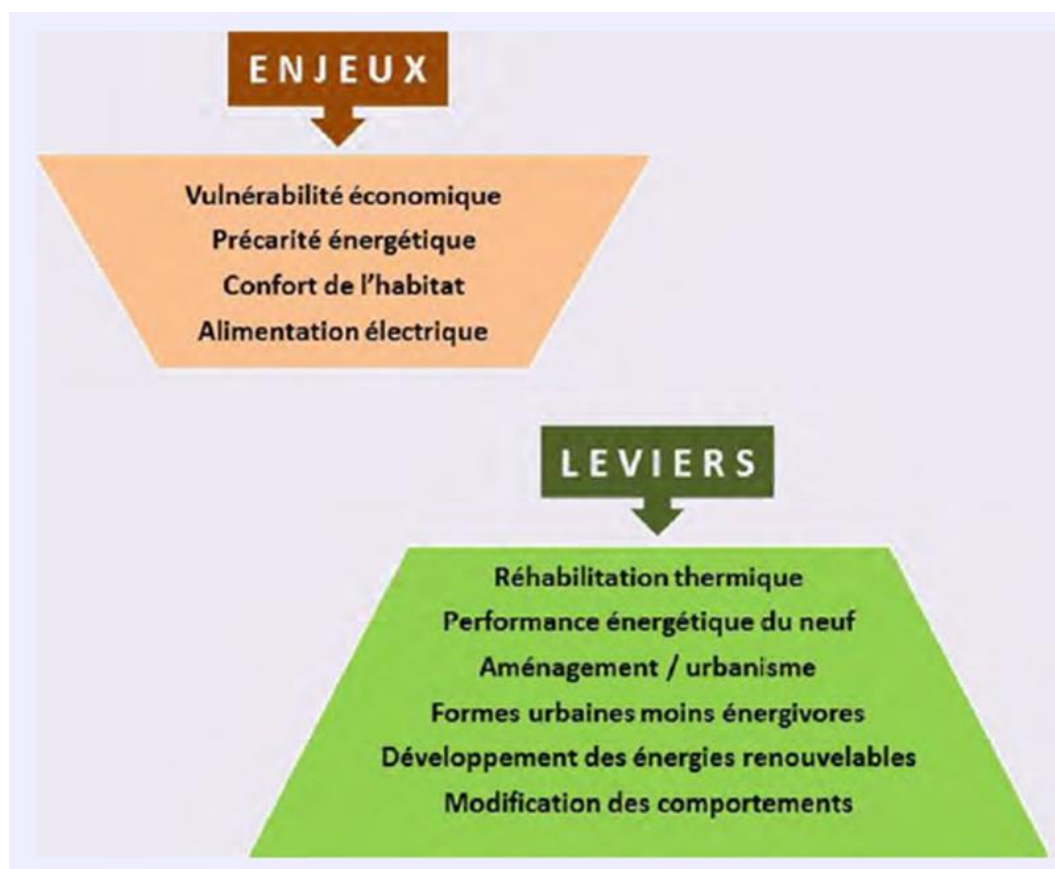 ENJEUX
Vulnérabilité économique
Précarité énergétique
Confort de l'habitat
Alimentation électrique
LEVIERS
Réhabilitation thermique
Performance énergétique du neuf
Aménagement / urbanisme
Formes urbaines moins énergivores
Développement des énergies renouvelables
Modification des comportements